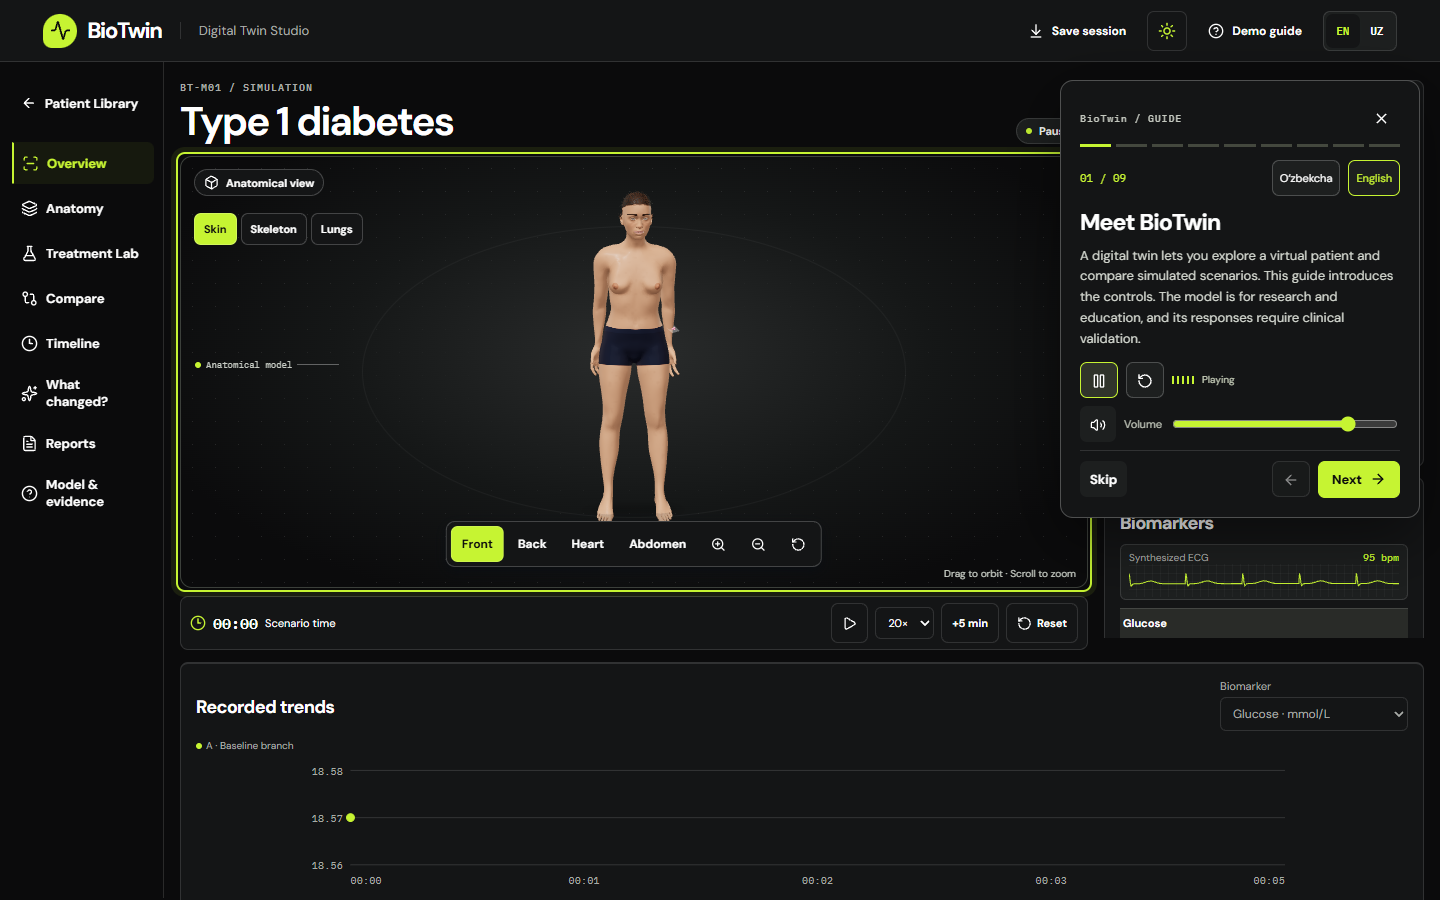 BioTwin
Digital Twin Studio
Save session
Demo guide
EN
UZ
Patient Library
Overview
Anatomy
Treatment Lab
Compare
Timeline
What
changed?
Reports
Model &
evidence
BT-M01 / SIMULATION
Type 1 diabetes
Anatomical view
Skin
Skeleton
Lungs
Anatomical model
Front
Back
Heart
Abdomen
Drag to orbit · Scroll to zoom
00:00 Scenario time
20×
+5 min
Reset
BioTwin / GUIDE
01 / 09
O'zbekcha
English
Meet BioTwin
A digital twin lets you explore a virtual patient and
compare simulated scenarios. This guide introduces
the controls. The model is for research and
education, and its responses require clinical
validation.
Playing
Volume
Skip
Next
Biomarkers
Synthesized ECG
95 bpm
Glucose
Recorded trends
Biomarker
Glucose · mmol/L
A · Baseline branch
18.58
18.57
18.56
00:00
00:01
00:02
00:03
00:05